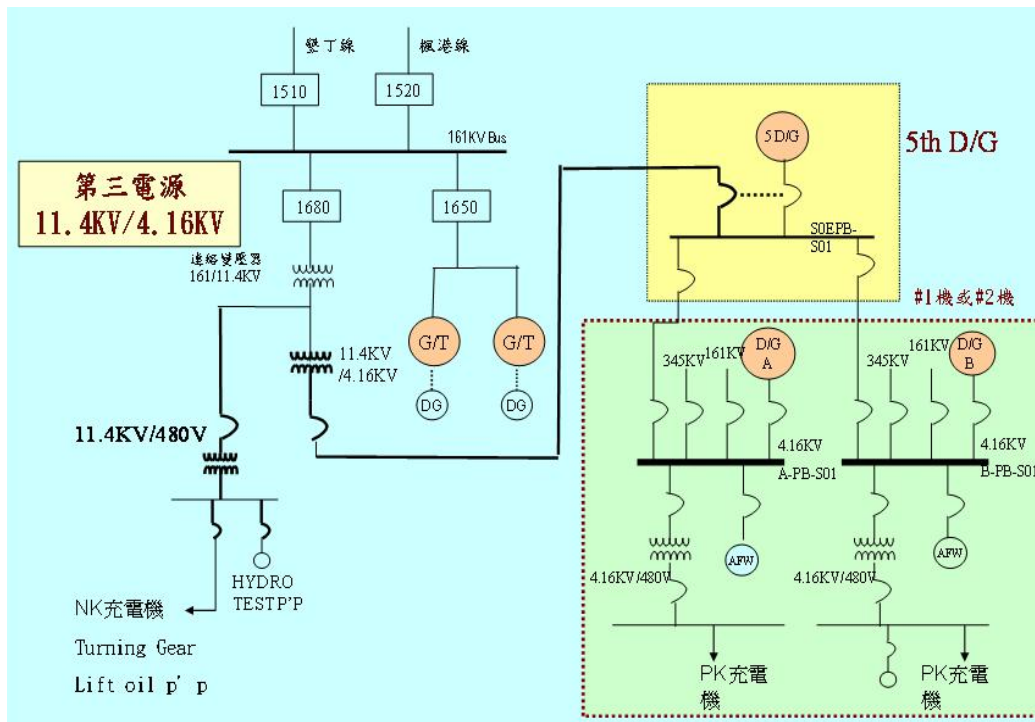 墾丁線
楓港線
1510
1520
161KV Bus
5 D/G
5th D/G
第三電源
11.4KV/4.16KV
1680
1650
S0EPB-
S01
連絡變壓器
161/11.4KV
#1機或#2機
G/T
G/T
11.4KV
/4.16KV
DG
DG
345KV
161KV
D/G
A
345KV
161KV
D/G
B
11.4KV/480V
4.16KV
A-PB-S01
4.16KV
B-PB-S01
AFW
AFW
4.16KV/480V
4.16KV/480V
HYDRO
TEST P'P
NK充電機
Turning Gear
Lift oil p' p
PK充電
機
PK充電
機